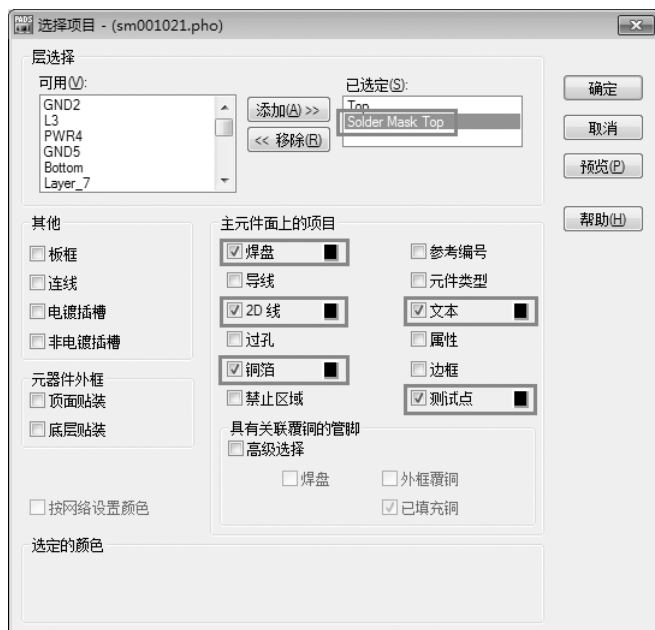 PADS 选择项目 - (sm001021.pho)
层选择
可用(V):
GND2
L3
PWR4
GND5
Bottom
Layer_7
添加(A) >>
<< 移除(R)
已选定(S):
Top
Solder Mask Top
确定
取消
预览(P)
帮助(H)
其他
板框
连线
电镀插槽
非电镀插槽
元器件外框
顶面贴装
底层贴装
按网络设置颜色
主元件面上的项目
焊盘
导线
2D 线
过孔
铜箔
禁止区域
参考编号
元件类型
文本
属性
边框
测试点
具有关联覆铜的管脚
高级选择
焊盘
外框覆铜
已填充铜
选定的颜色